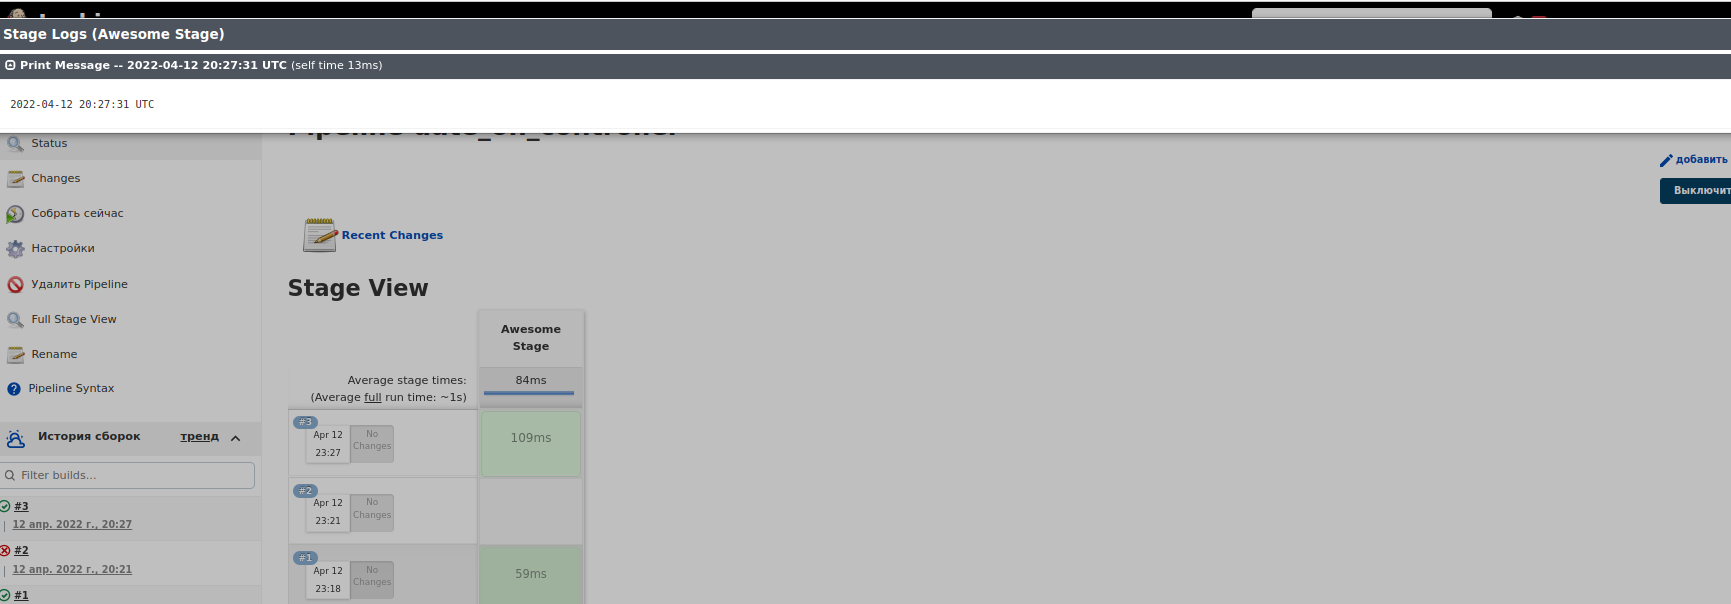 Stage Logs (Awesome Stage)
Print Message -- 2022-04-12 20:27:31 UTC (self time 13ms)
2022-04-12 20:27:31 UTC
Pipeline date_on_controller
Status
Changes
Собрать сейчас
Настройки
Удалить Pipeline
Full Stage View
Rename
Pipeline Syntax
История сборок тренд
Filter builds...
#3
12 апр. 2022 г., 20:27
#2
12 апр. 2022 г., 20:21
#1
добавить
Выключит
Recent Changes
Stage View
Awesome
Stage
Average stage times:
84ms
(Average full run time: ~1s)
#3
Apr 12
23:27
No
Changes
109ms
#2
Apr 12
23:21
No
Changes
#1
Apr 12
23:18
No
Changes
59ms